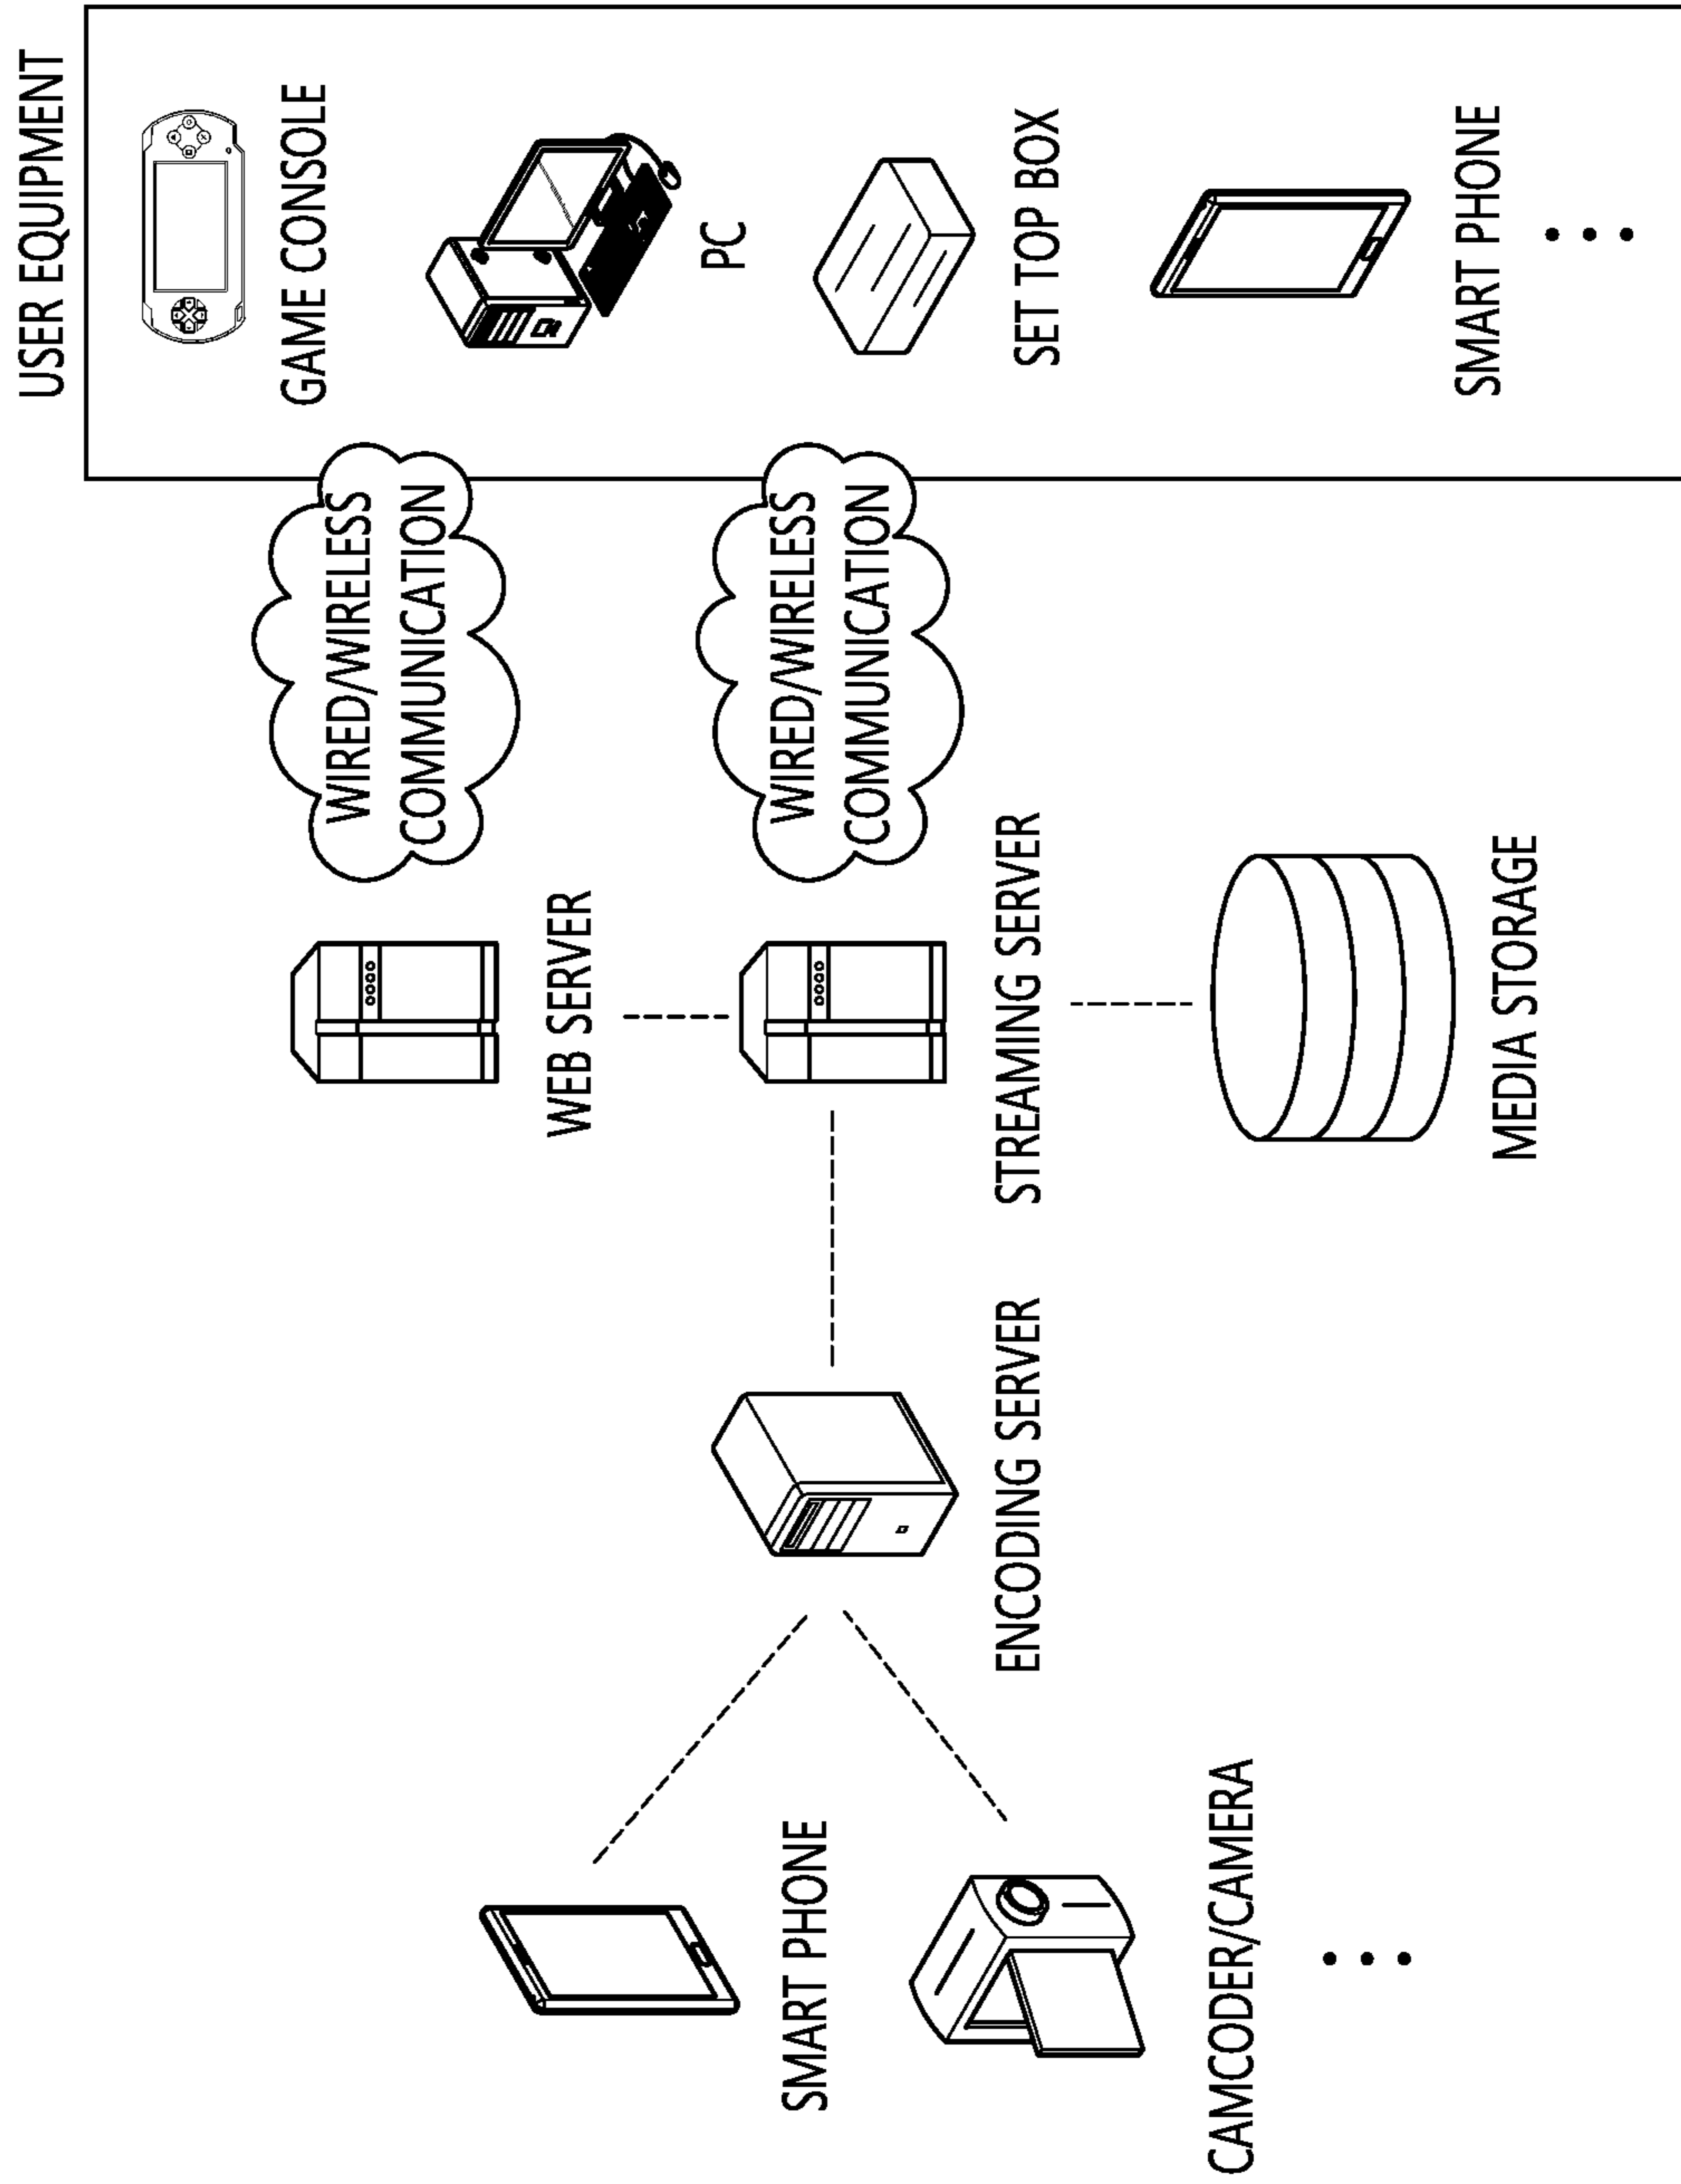 USER EQUIPMENT
GAME CONSOLE
PC
SET TOP BOX
SMART PHONE
WIRED/WIRELESS
COMMUNICATION
WIRED/WIRELESS
COMMUNICATION
WEB SERVER
STREAMING SERVER
MEDIA STORAGE
ENCODING SERVER
SMART PHONE
CAMCODER/CAMERA